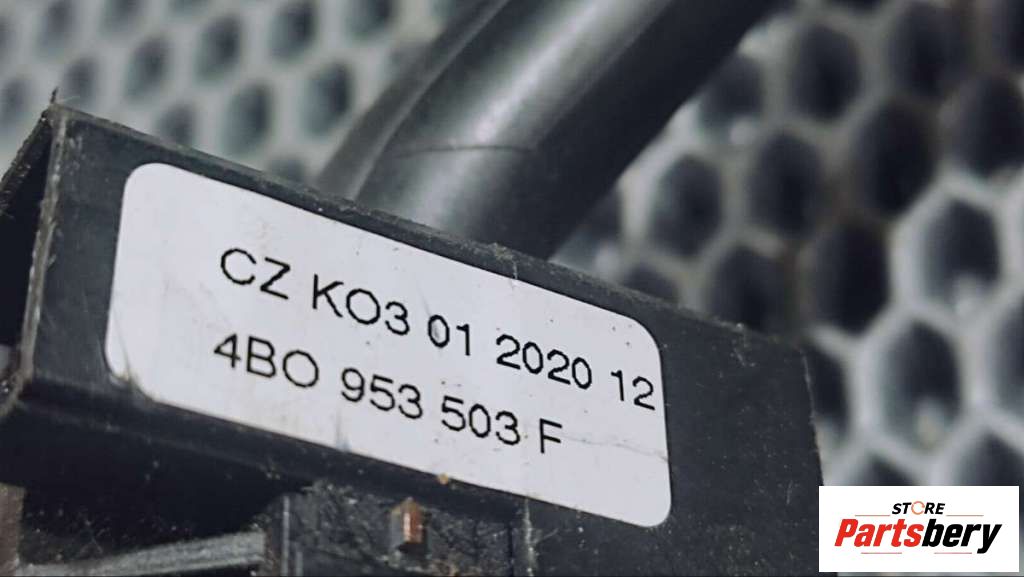 CZ KO3 01 2020 12
4BO 953 503 F
STORE
Partsbery